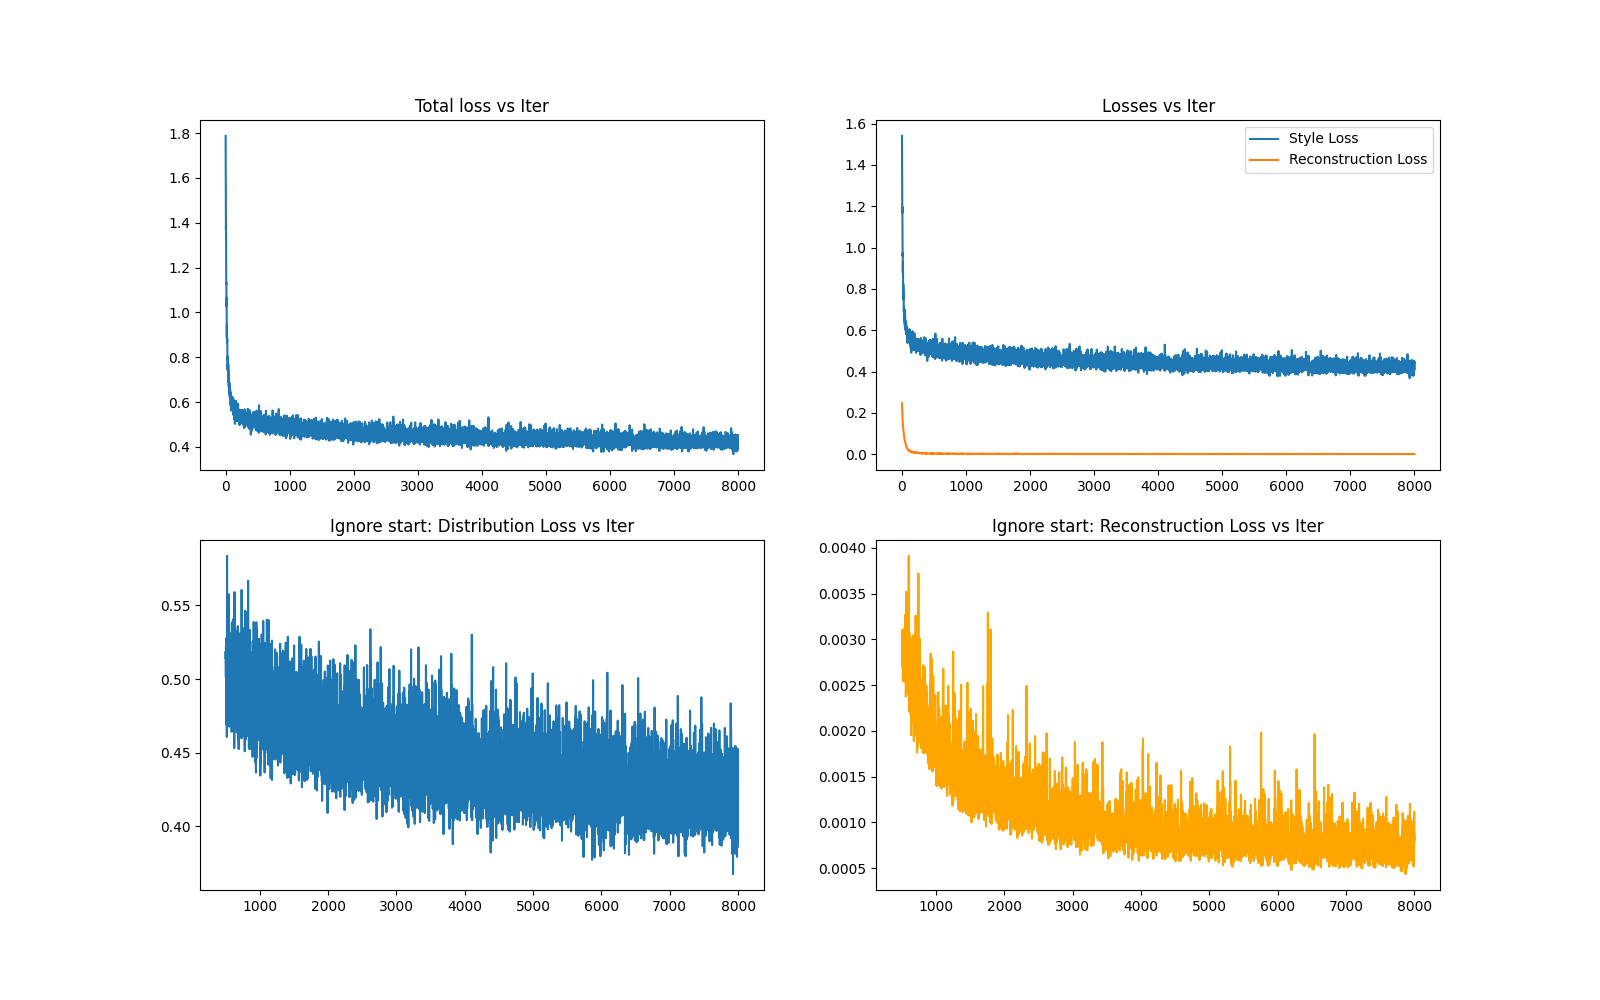 Total loss vs Iter
1.8
1.6
1.4
1.2
1.0
0.8
0.6
0.4
0 1000 2000 3000 4000 5000 6000 7000 8000
Losses vs Iter
1.6
1.4
1.2
1.0
0.8
0.6
0.4
0.2
0.0
Style Loss
Reconstruction Loss
0 1000 2000 3000 4000 5000 6000 7000 8000
Ignore start: Distribution Loss vs Iter
0.55
0.50
0.45
0.40
1000 2000 3000 4000 5000 6000 7000 8000
Ignore start: Reconstruction Loss vs Iter
0.0040
0.0035
0.0030
0.0025
0.0020
0.0015
0.0010
0.0005
1000 2000 3000 4000 5000 6000 7000 8000